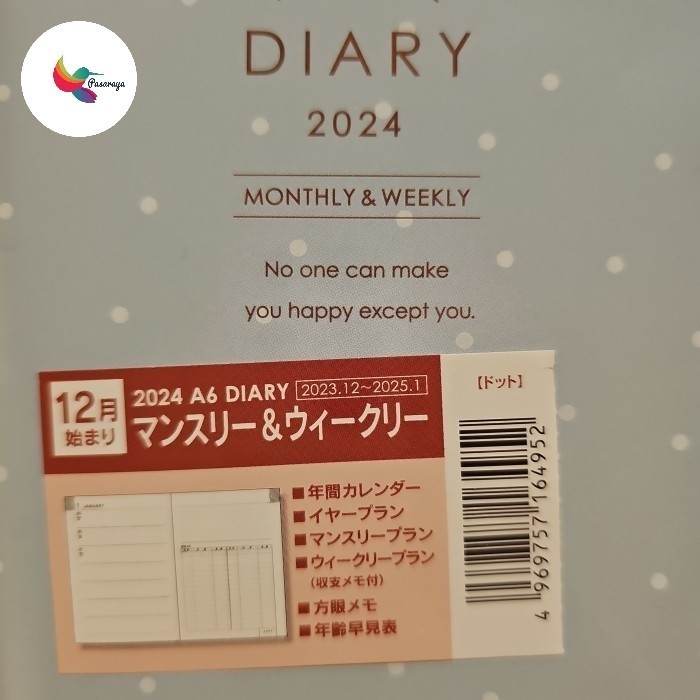 Pasaraya
DIARY
2024
MONTHLY & WEEKLY
No one can make
you happy except you.
12月
始まり
2024 A6 DIARY 2023.12～2025.1
マンスリー&ウィークリー
■年間カレンダー
■イヤープラン
■マンスリープラン
■ウィークリープラン
(収支メモ付)
■方眼メモ
■年齢早見表
【ドット】
4 969757 164952